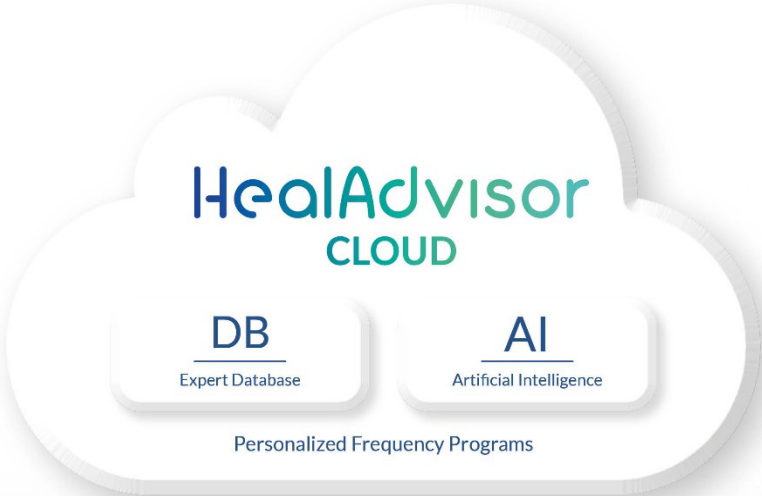 HealAdvisor
CLOUD
DB
Expert Database
AI
Artificial Intelligence
Personalized Frequency Programs